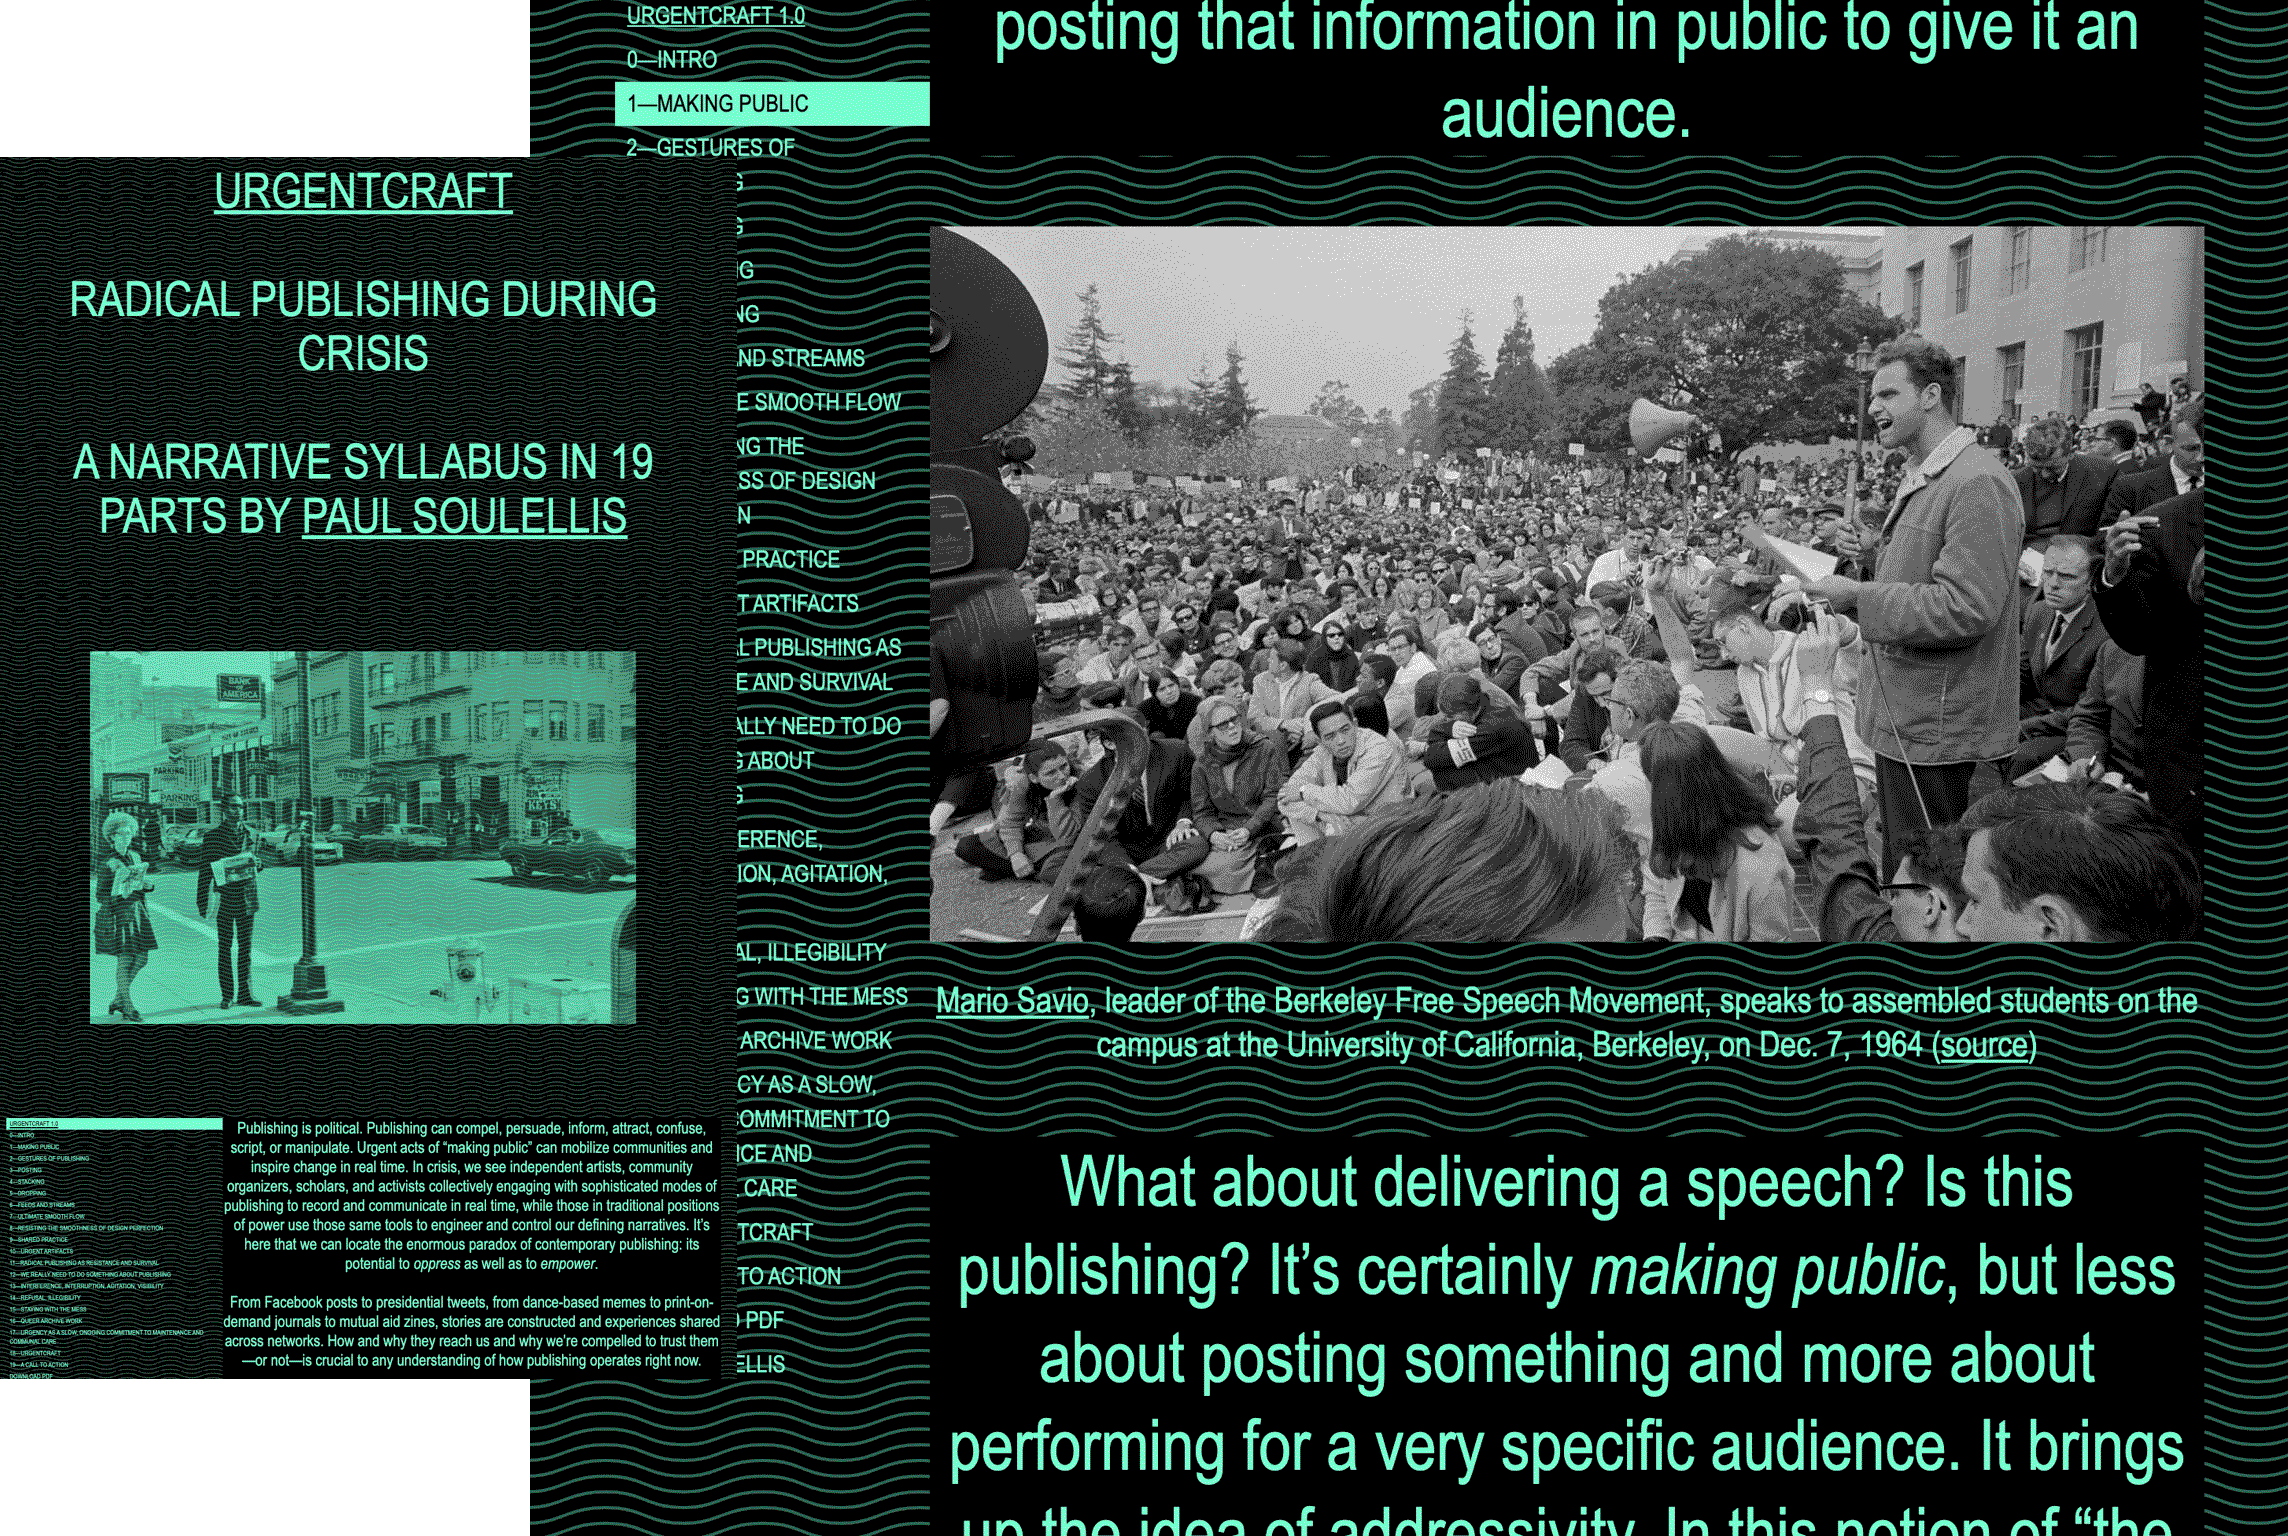 URGENTCRAFT 1.0
0—INTRO
1—MAKING PUBLIC
2—GESTURES OF
G
G
NG
NG
ND STREAMS
E SMOOTH FLOW
NG THE
SS OF DESIGN
N
PRACTICE
T ARTIFACTS
L PUBLISHING AS
E AND SURVIVAL
ALLY NEED TO DO
G ABOUT
G
ERENCE,
ION, AGITATION,
AL, ILLEGIBILITY
G WITH THE MESS
ARCHIVE WORK
CY AS A SLOW,
OMMITMENT TO
CE AND
CARE
TCRAFT
TO ACTION
PDF
ELLIS
URGENTCRAFT
RADICAL PUBLISHING DURING
CRISIS
A NARRATIVE SYLLABUS IN 19
PARTS BY PAUL SOULELLIS
BANK
AMERICA
PARKING
PARKING
KEYS
URGENTCRAFT 1.0
0—INTRO
1—MAKING PUBLIC
2—GESTURES OF PUBLISHING
3—POSTING
4—STACKING
5—DROPPING
6—FEEDS AND STREAMS
7—ULTIMATE SMOOTH FLOW
8—RESISTING THE SMOOTHNESS OF DESIGN PERFECTION
9—SHARED PRACTICE
10—URGENT ARTIFACTS
11—RADICAL PUBLISHING AS RESISTANCE AND SURVIVAL
12—WE REALLY NEED TO DO SOMETHING ABOUT PUBLISHING
13—INTERFERENCE, INTERRUPTION, AGITATION, VISIBILITY
14—REFUSAL, ILLEGIBILITY
15—STAYING WITH THE MESS
16—QUEER ARCHIVE WORK
17—URGENCY AS A SLOW, ONGOING COMMITMENT TO MAINTENANCE AND
COMMUNAL CARE
18—URGENTCRAFT
19—A CALL TO ACTION
DOWNLOAD PDF
Publishing is political. Publishing can compel, persuade, inform, attract, confuse,
script, or manipulate. Urgent acts of “making public” can mobilize communities and
inspire change in real time. In crisis, we see independent artists, community
organizers, scholars, and activists collectively engaging with sophisticated modes of
publishing to record and communicate in real time, while those in traditional positions
of power use those same tools to engineer and control our defining narratives. It’s
here that we can locate the enormous paradox of contemporary publishing: its
potential to oppress as well as to empower.
From Facebook posts to presidential tweets, from dance-based memes to print-on-
demand journals to mutual aid zines, stories are constructed and experiences shared
across networks. How and why they reach us and why we’re compelled to trust them
—or not—is crucial to any understanding of how publishing operates right now.
posting that information in public to give it an
audience.
Mario Savio, leader of the Berkeley Free Speech Movement, speaks to assembled students on the
campus at the University of California, Berkeley, on Dec. 7, 1964 (source)
What about delivering a speech? Is this
publishing? It’s certainly making public, but less
about posting something and more about
performing for a very specific audience. It brings
up the idea of addressivity. In this notion of “the